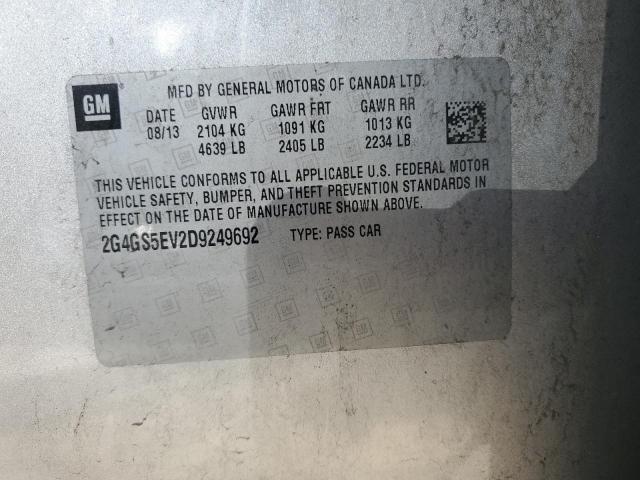 GM
MFD BY GENERAL MOTORS OF CANADA LTD.
DATE GVWR GAWR FRT GAWR RR
08/13 2104 KG 1091 KG 1013 KG
4639 LB 2405 LB 2234 LB
THIS VEHICLE CONFORMS TO ALL APPLICABLE U.S. FEDERAL MOTOR
VEHICLE SAFETY, BUMPER, AND THEFT PREVENTION STANDARDS IN
EFFECT ON THE DATE OF MANUFACTURE SHOWN ABOVE.
2G4GS5EV2D9249692 TYPE: PASS CAR